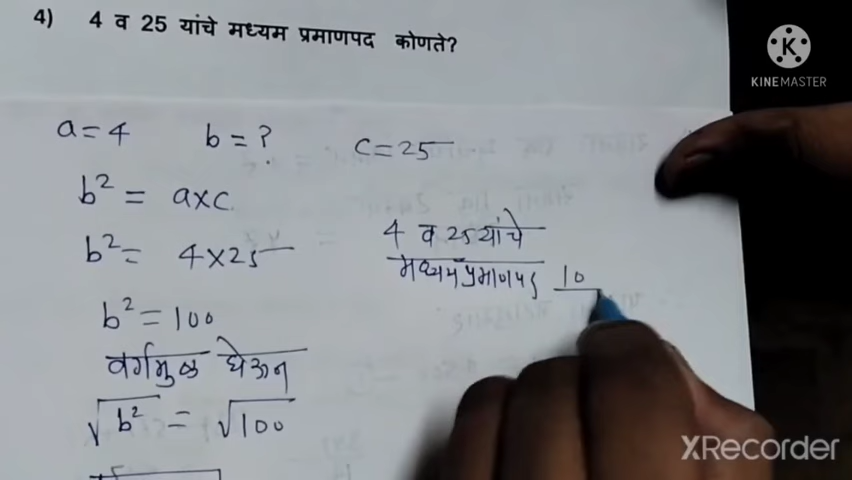 4) 4 व 25 यांचे मध्यम प्रमाणपद कोणते?
K
KINEMASTER
a=4 b=? c=25
b² = a×c
b² = 4×25
4 व 25 यांचे
मध्यम प्रमाणपद 10
b² = 100
वर्गमुळ घेऊन
√b² = √100
XRecorder